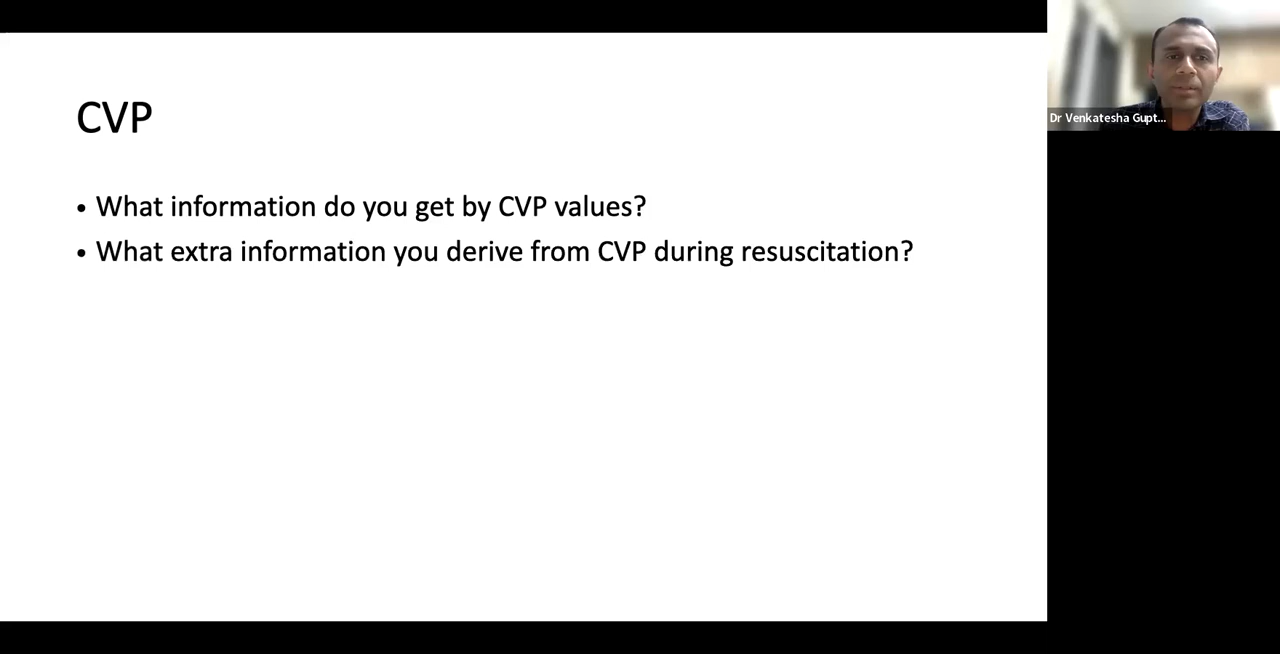 CVP
• What information do you get by CVP values?
• What extra information you derive from CVP during resuscitation?
Dr Venkatesha Gupt...